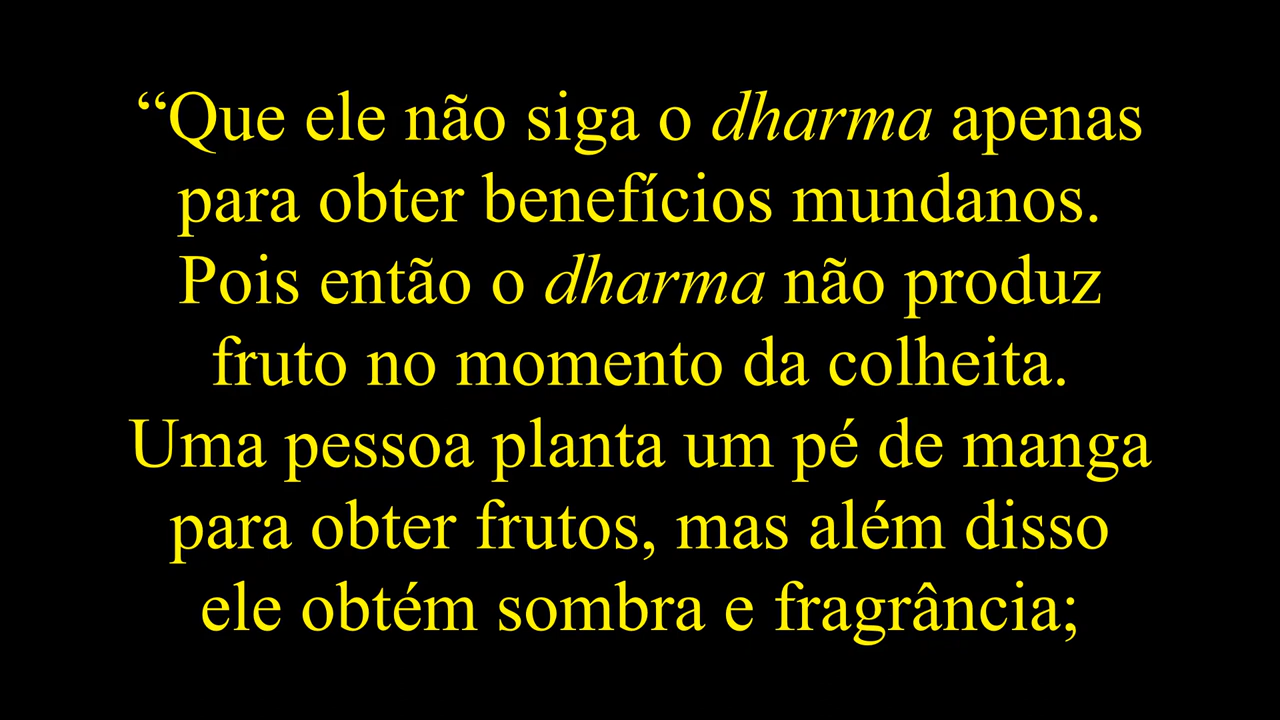 “Que ele não siga o dharma apenas
para obter benefícios mundanos.
Pois então o dharma não produz
fruto no momento da colheita.
Uma pessoa planta um pé de manga
para obter frutos, mas além disso
ele obtém sombra e fragrância;